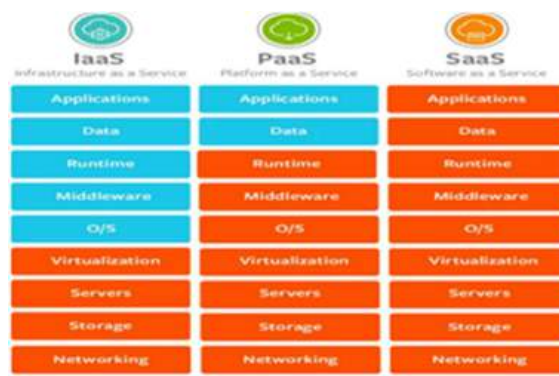 IaaS PaaS SaaS
Infrastructure as a Service Platform as a Service Software as a Service
Applications Applications Applications
Data Data Data
Runtime Runtime Runtime
Middleware Middleware Middleware
O/S O/S O/S
Virtualization Virtualization Virtualization
Servers Servers Servers
Storage Storage Storage
Networking Networking Networking